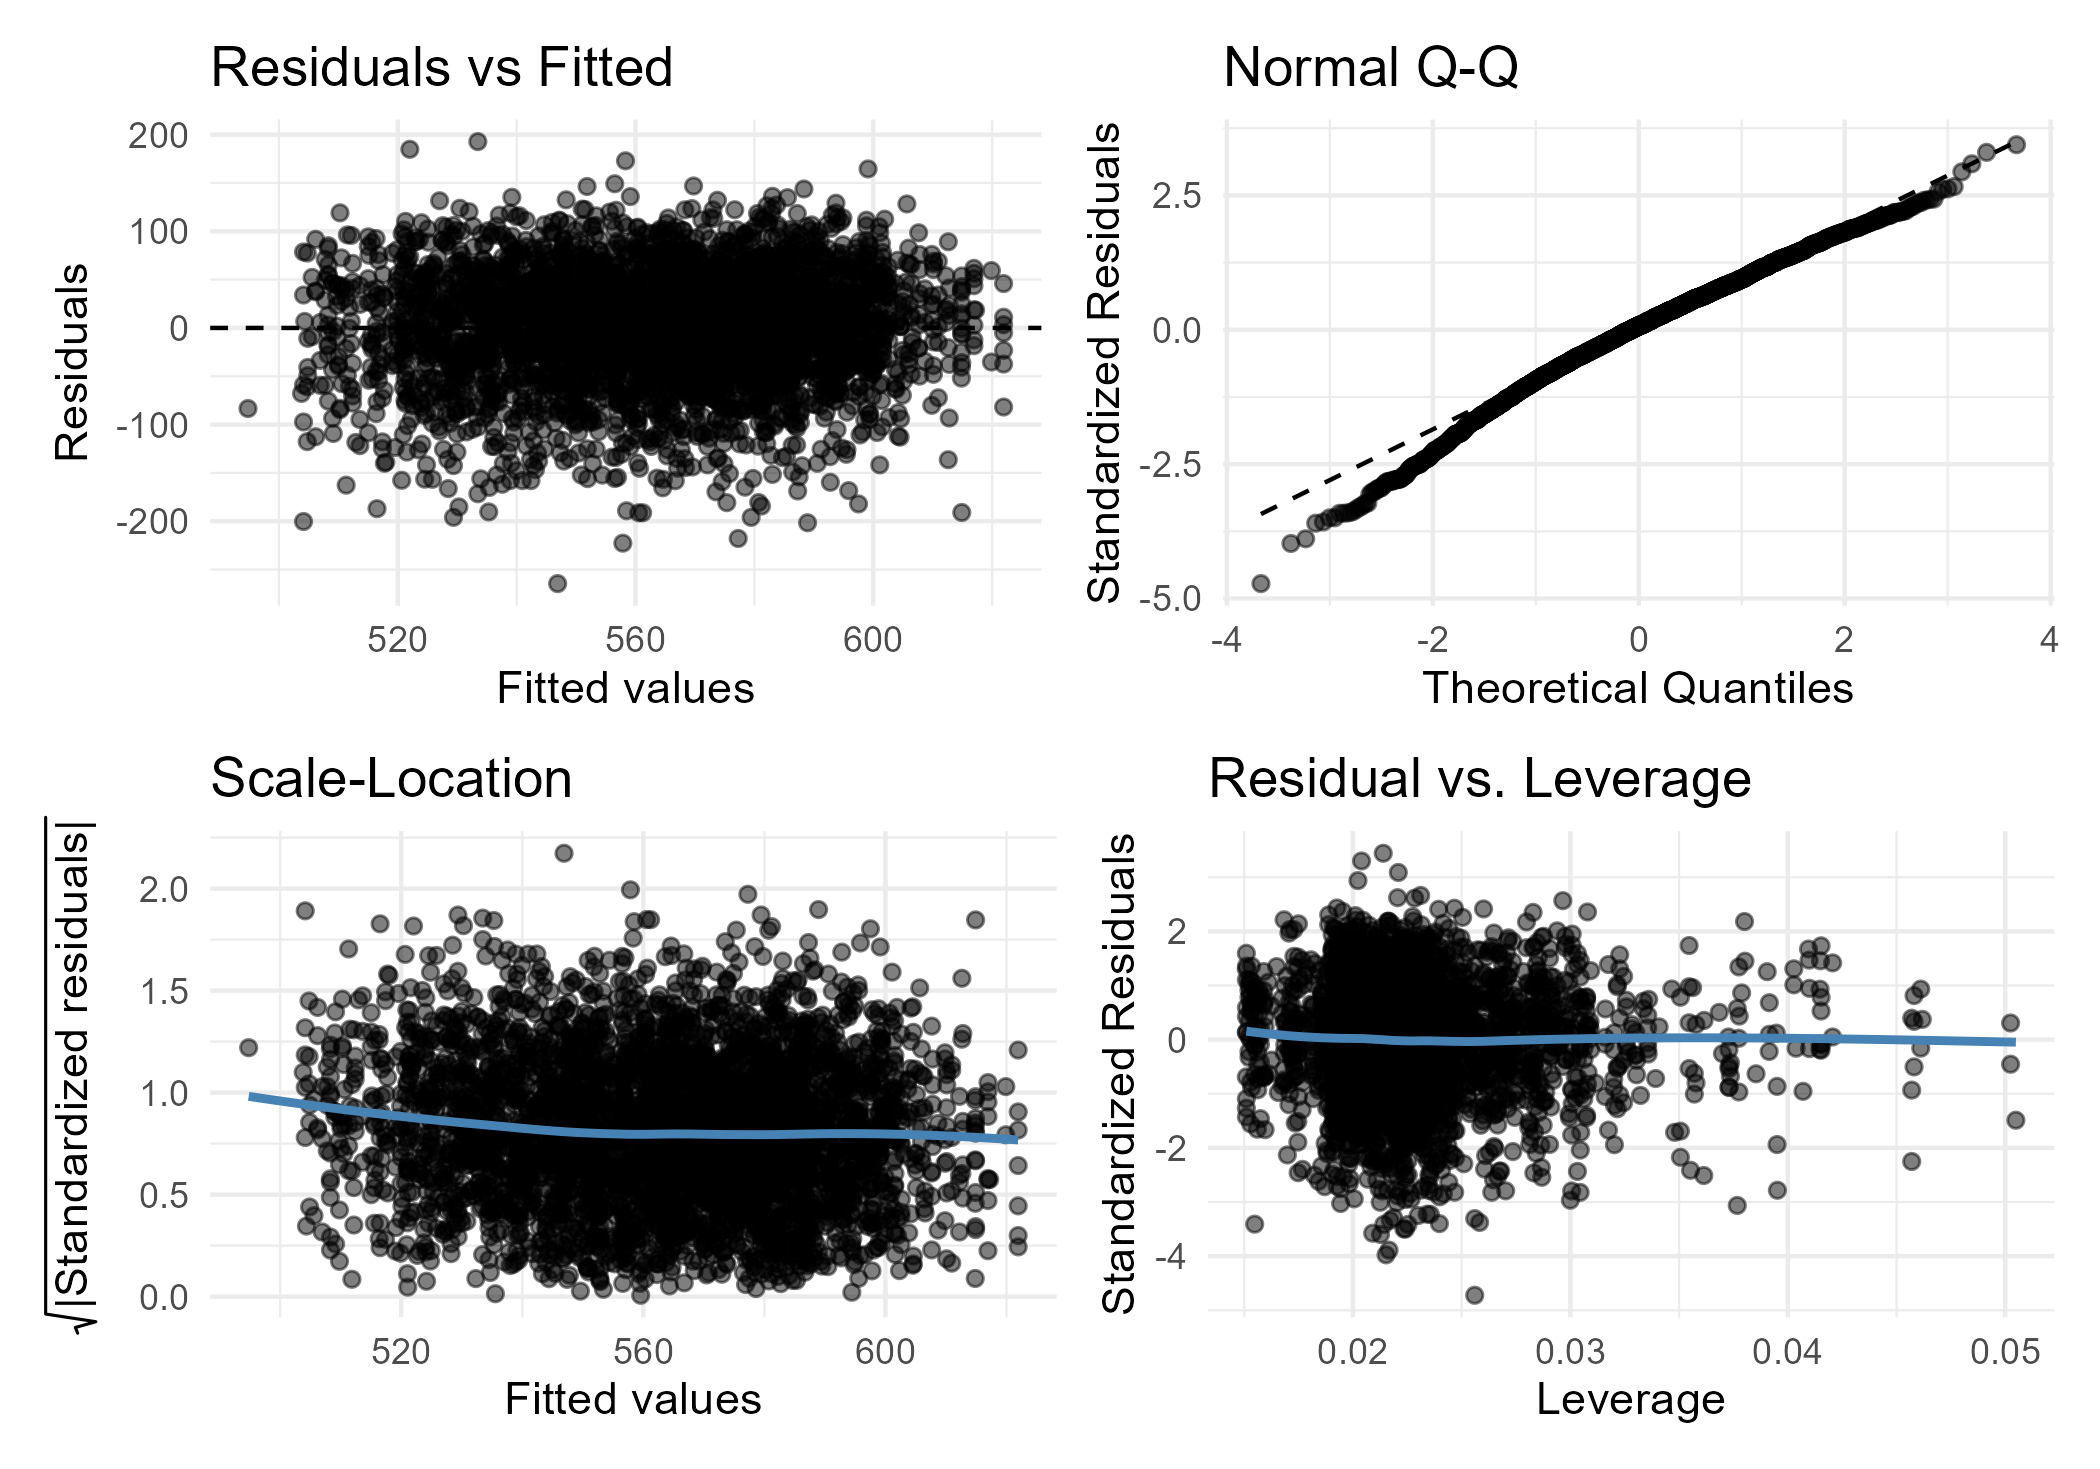 Residuals vs Fitted
Residuals
200
100
0
-100
-200
520 560 600
Fitted values
Normal Q-Q
Standardized Residuals
2.5
0.0
-2.5
-5.0
-4 -2 0 2 4
Theoretical Quantiles
Scale-Location
√|Standardized residuals|
2.0
1.5
1.0
0.5
0.0
520 560 600
Fitted values
Residual vs. Leverage
Standardized Residuals
2
0
-2
-4
0.02 0.03 0.04 0.05
Leverage